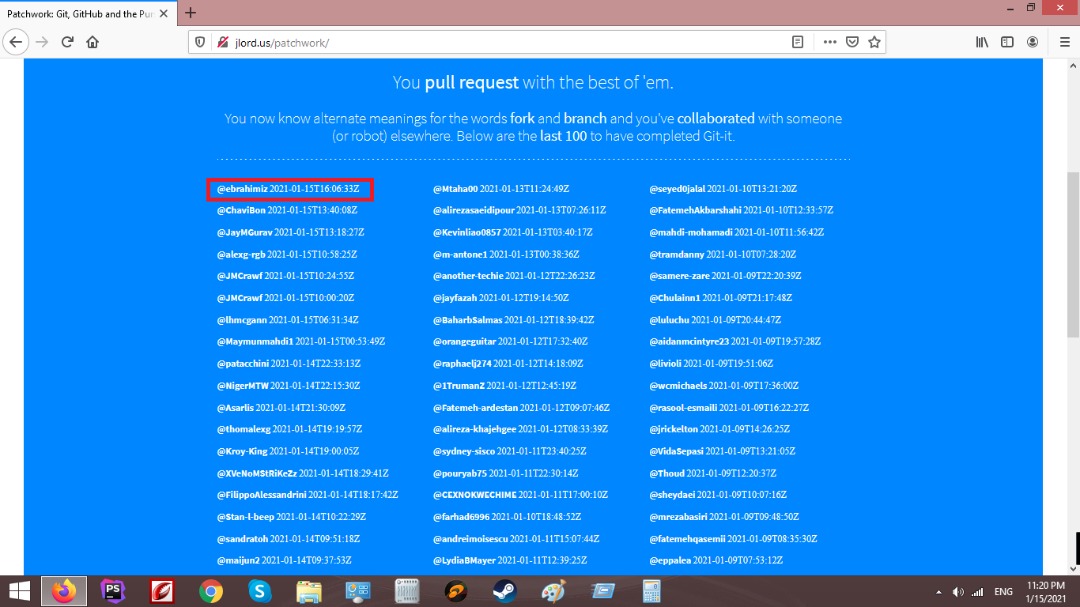 Patchwork: Git, GitHub and the Pur
jlord.us/patchwork/
You pull request with the best of 'em.
You now know alternate meanings for the words fork and branch and you've collaborated with someone
(or robot) elsewhere. Below are the last 100 to have completed Git-it.
@ebrahimiz 2021-01-15T16:06:33Z
@ChaviBon 2021-01-15T13:40:08Z
@JayMGurav 2021-01-15T13:18:27Z
@alexg-rgb 2021-01-15T10:58:25Z
@JMCrawf 2021-01-15T10:24:55Z
@JMCrawf 2021-01-15T10:00:20Z
@lhmcgann 2021-01-15T06:31:34Z
@Maymunmahdi1 2021-01-15T00:53:49Z
@patacchini 2021-01-14T22:33:13Z
@NigerMTW 2021-01-14T22:15:30Z
@Asarlis 2021-01-14T21:30:09Z
@thomalexg 2021-01-14T19:19:57Z
@Kroy-King 2021-01-14T19:00:05Z
@XVeNoMStRiKeZz 2021-01-14T18:29:41Z
@FilippoAlessandrini 2021-01-14T18:17:42Z
@Stan-l-beep 2021-01-14T10:22:29Z
@sandratoh 2021-01-14T09:51:18Z
@maijun2 2021-01-14T09:37:53Z
@Mtaha00 2021-01-13T11:24:49Z
@alirezasaeidipour 2021-01-13T07:26:11Z
@Kevinliao0857 2021-01-13T03:40:17Z
@m-antone1 2021-01-13T00:38:36Z
@another-techie 2021-01-12T22:26:23Z
@jayfazah 2021-01-12T19:14:50Z
@BaharbSalmas 2021-01-12T18:39:42Z
@orangeguitar 2021-01-12T17:32:40Z
@raphaelj274 2021-01-12T14:18:09Z
@1TrumanZ 2021-01-12T12:45:19Z
@Fatemeh-ardestan 2021-01-12T09:07:46Z
@alireza-khajehgee 2021-01-12T08:33:39Z
@sydney-sisco 2021-01-11T23:40:25Z
@pouryab75 2021-01-11T22:30:14Z
@CEXNOKWECHIME 2021-01-11T17:00:10Z
@farhad6996 2021-01-10T18:48:52Z
@andreimoisescu 2021-01-11T15:07:44Z
@LydiaBMayer 2021-01-11T12:39:25Z
@seyed0jalal 2021-01-10T13:21:20Z
@FatemehAkbarshahi 2021-01-10T12:33:57Z
@mahdi-mohamadi 2021-01-10T11:56:42Z
@tramdanny 2021-01-10T07:28:20Z
@samere-zare 2021-01-09T22:20:39Z
@Chulainn1 2021-01-09T21:17:48Z
@luluchu 2021-01-09T20:44:47Z
@aidanmcintyre23 2021-01-09T19:57:28Z
@livioli 2021-01-09T19:51:06Z
@wcmichaels 2021-01-09T17:36:00Z
@rasool-esmaili 2021-01-09T16:22:27Z
@jrickelton 2021-01-09T14:26:25Z
@VidaSepasi 2021-01-09T13:21:05Z
@Thoud 2021-01-09T12:20:37Z
@sheydaei 2021-01-09T10:07:16Z
@mrezabasiri 2021-01-09T09:48:50Z
@fatemehqasemii 2021-01-09T08:35:30Z
@eppalea 2021-01-09T07:53:12Z
PS
S
ENG
11:20 PM
1/15/2021